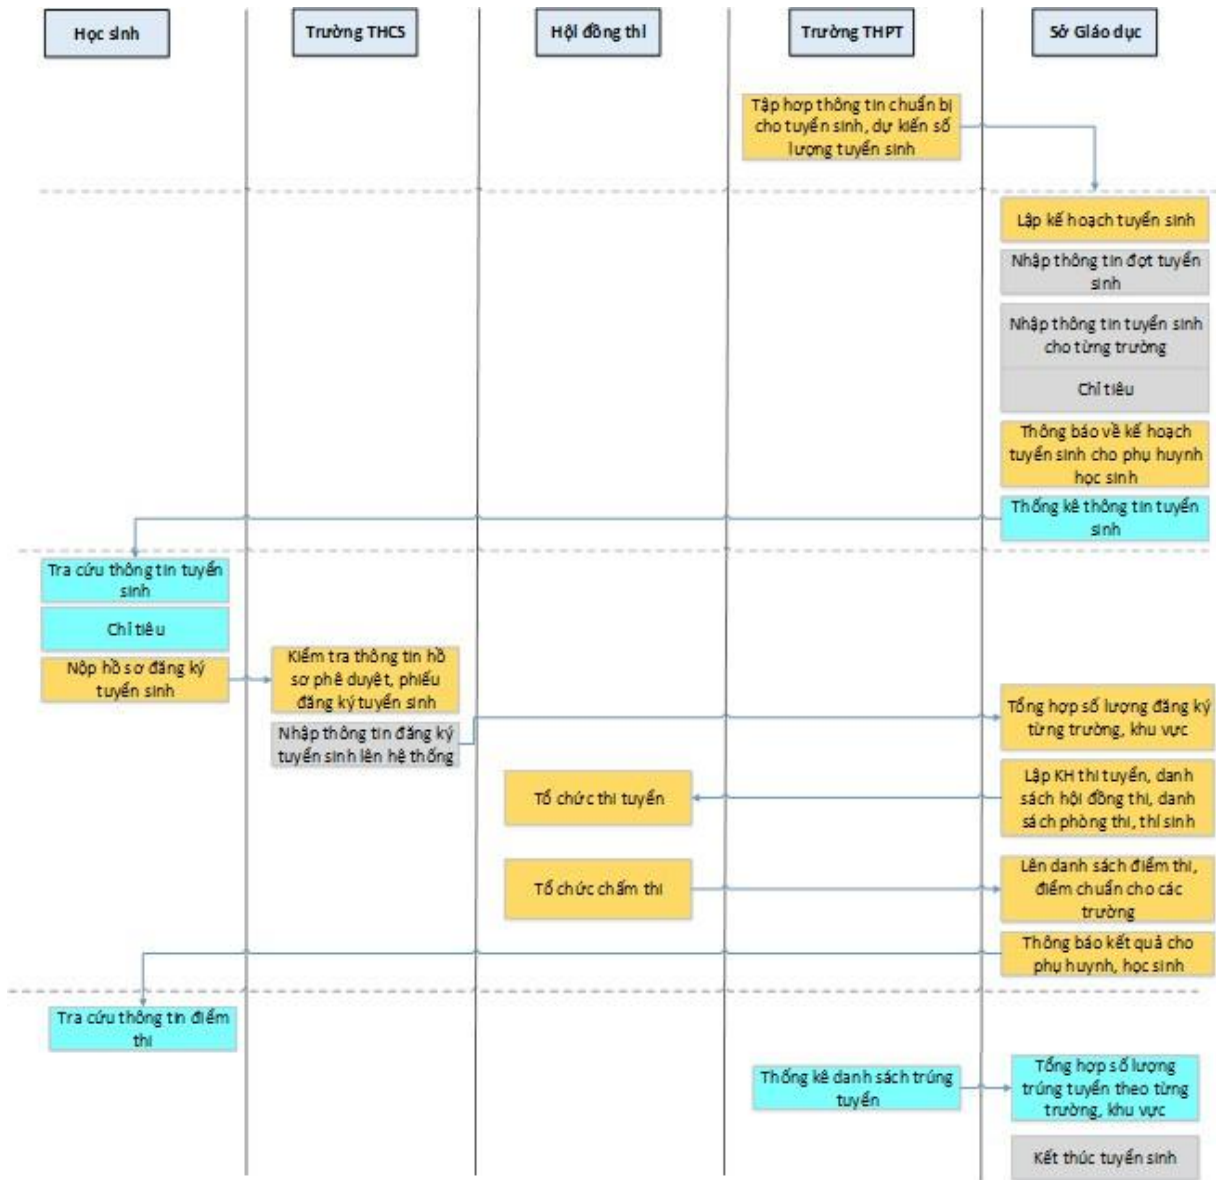 Học sinh
Trường THCS
Hội đồng thi
Trường THPT
Sở Giáo dục
Tập hợp thông tin chuẩn bị
cho tuyển sinh, dự kiến số
lượng tuyển sinh
Lập kế hoạch tuyển sinh
Nhập thông tin đợt tuyển
sinh
Nhập thông tin tuyển sinh
cho từng trường
Chỉ tiêu
Thông báo về kế hoạch
tuyển sinh cho phụ huynh
học sinh
Thống kê thông tin tuyển
sinh
Tra cứu thông tin tuyển
sinh
Chỉ tiêu
Nộp hồ sơ đăng ký
tuyển sinh
Kiểm tra thông tin hồ
sơ phê duyệt, phiếu
đăng ký tuyển sinh
Nhập thông tin đăng ký
tuyển sinh lên hệ thống
Tổng hợp số lượng đăng ký
từng trường, khu vực
Tổ chức thi tuyển
Lập KH thi tuyển, danh
sách hội đồng thi, danh
sách phòng thi, thí sinh
Tổ chức chấm thi
Lên danh sách điểm thi,
điểm chuẩn cho các
trường
Thông báo kết quả cho
phụ huynh, học sinh
Tra cứu thông tin điểm
thi
Thống kê danh sách trúng
tuyển
Tổng hợp số lượng
trúng tuyển theo từng
trường, khu vực
Kết thúc tuyển sinh